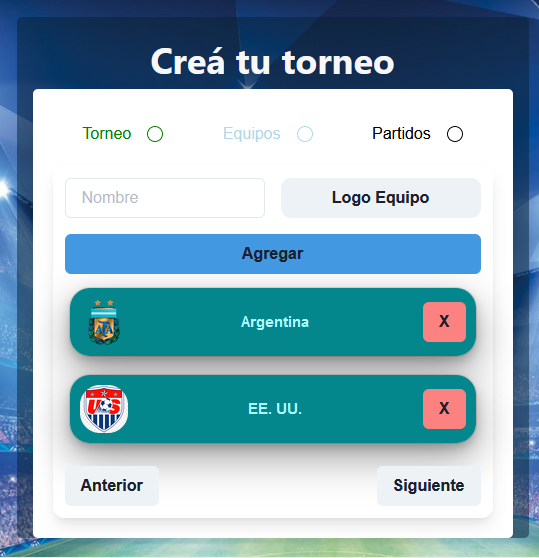 Creá tu torneo
Torneo Equipos Partidos
Nombre Logo Equipo
Agregar
AFA
Argentina X
US
EE. UU. X
Anterior Siguiente